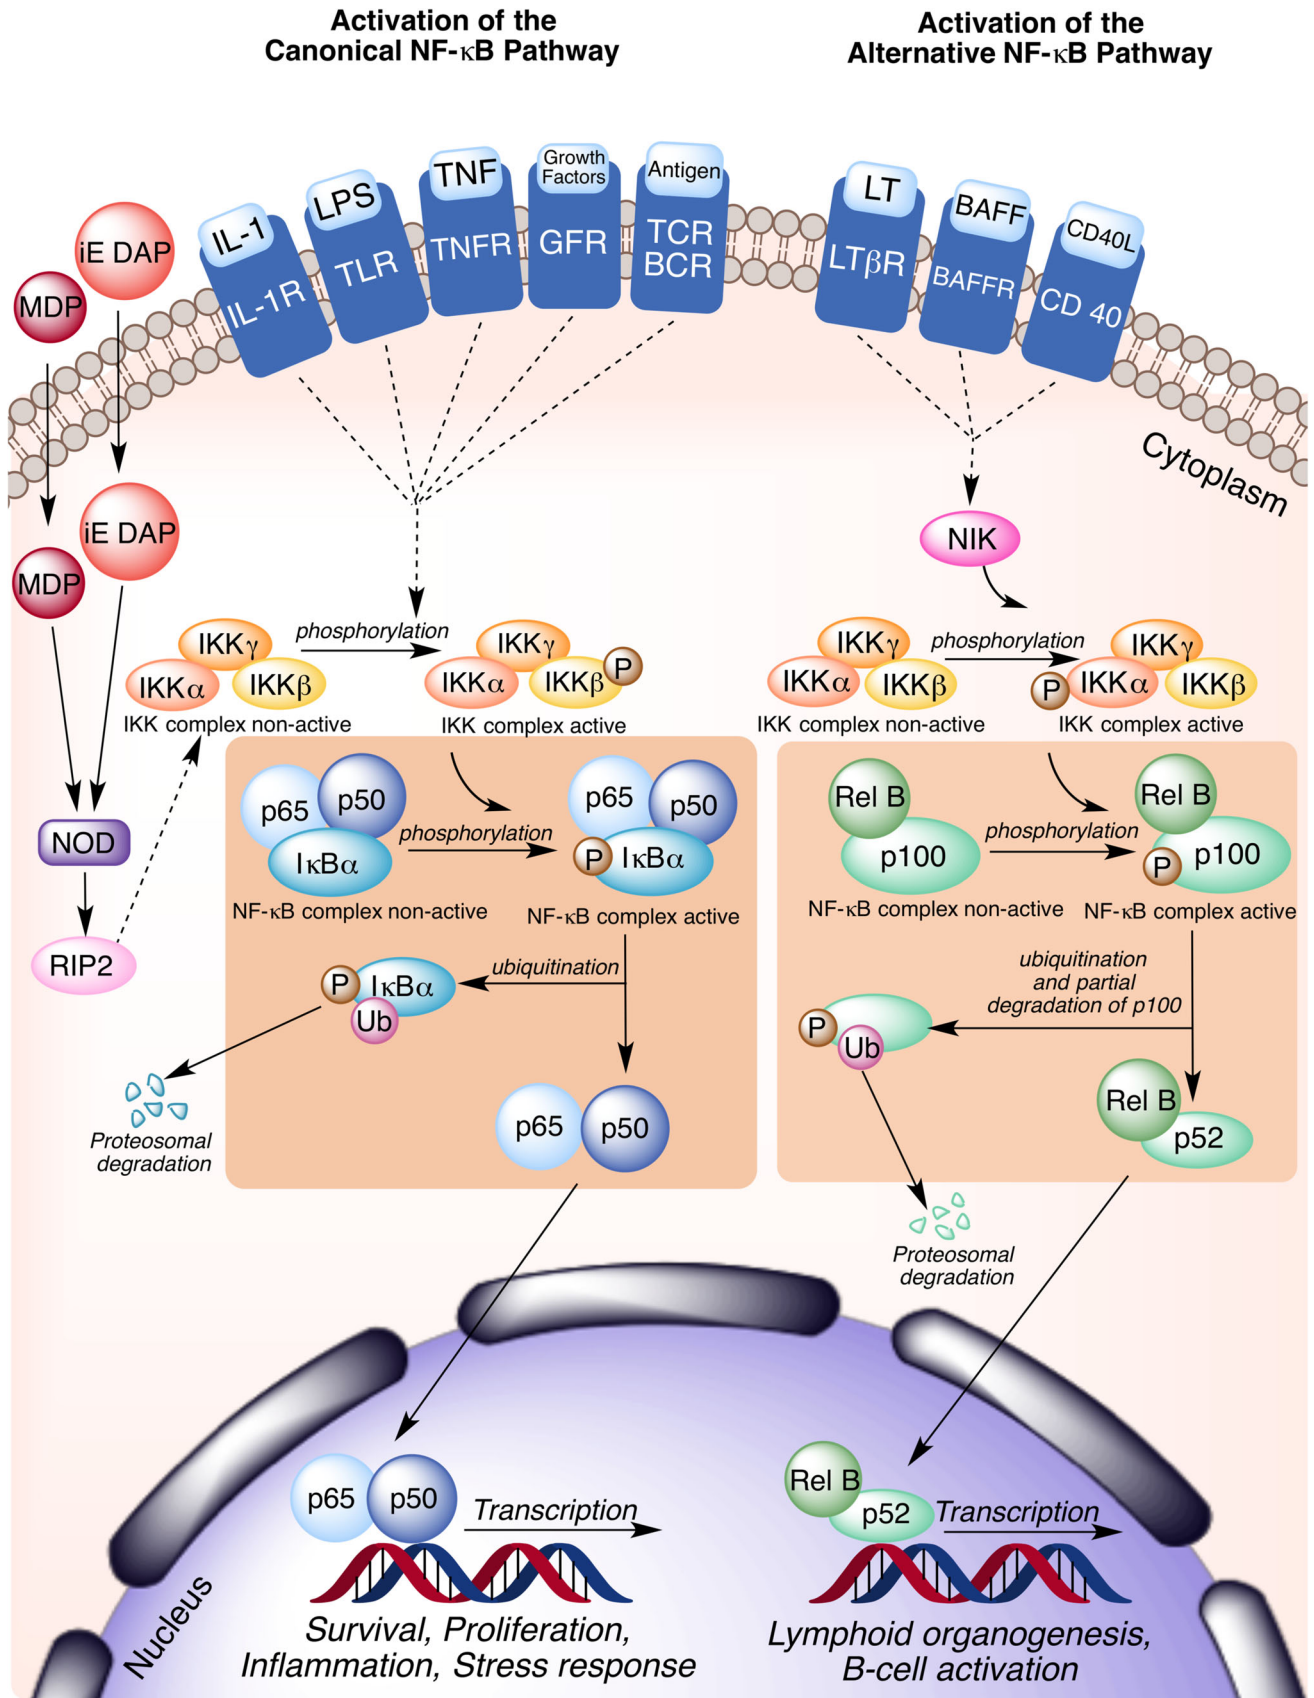 Activation of the
Canonical NF-κB Pathway
Activation of the
Alternative NF-κB Pathway
iE DAP
MDP
IL-1
IL-1R
LPS
TLR
TNF
TNFR
Growth
Factors
GFR
Antigen
TCR
BCR
LT
LTβR
BAFF
BAFFR
CD40L
CD 40
Cytoplasm
iE DAP
MDP
NOD
RIP2
IKKγ
IKKα
IKKβ
IKK complex non-active
phosphorylation
IKKγ
IKKα
IKKβ
P
IKK complex active
p65
p50
IκBα
NF-κB complex non-active
phosphorylation
p65
p50
P
IκBα
NF-κB complex active
ubiquitination
P
IκBα
Ub
Proteosomal
degradation
p65
p50
NIK
IKKγ
IKKα
IKKβ
IKK complex non-active
phosphorylation
IKKγ
P
IKKα
IKKβ
IKK complex active
Rel B
p100
NF-κB complex non-active
phosphorylation
Rel B
P
p100
NF-κB complex active
ubiquitination
and partial
degradation of p100
P
Ub
Rel B
p52
Proteosomal
degradation
p65
p50
Transcription
Survival, Proliferation,
Inflammation, Stress response
Rel B
p52
Transcription
Lymphoid organogenesis,
B-cell activation
Nucleus